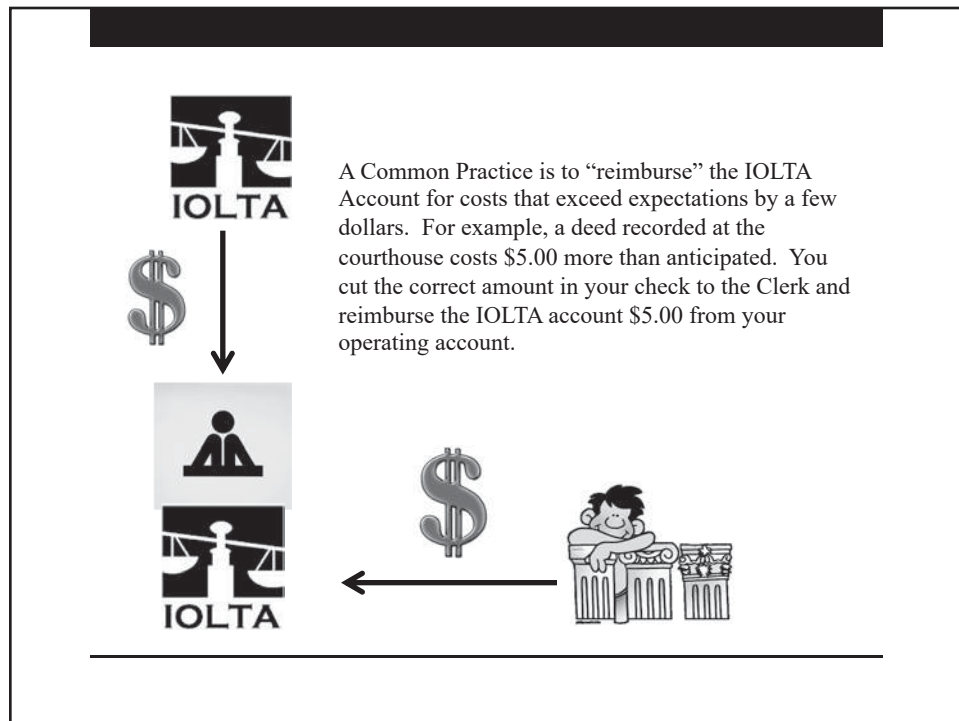 IOLTA
A Common Practice is to “reimburse” the IOLTA
Account for costs that exceed expectations by a few
dollars.  For example, a deed recorded at the
courthouse costs $5.00 more than anticipated.  You
cut the correct amount in your check to the Clerk and
reimburse the IOLTA account $5.00 from your
operating account.
$
$
IOLTA